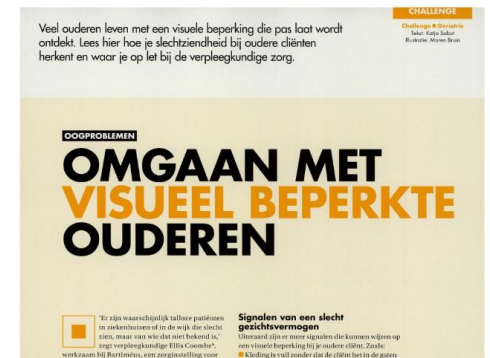 Veel ouderen leven met een visuele beperking die pas laat wordt
ontdekt. Lees hier hoe je slechtziendheid bij oudere cliënten
herkent en waar je op let bij de verpleegkundige zorg.
CHALLENGE
Challenge Geriatrie
Tekst: Katja Sobat
Illustratie: Maren Bruin
OOGPROBLEMEN
OMGAAN MET
VISUEEL BEPERKTE
OUDEREN
'Er zijn waarschijnlijk talloze patiënten
in ziekenhuizen of in de wijk die slecht
zien, maar van wie dat niet bekend is,'
zegt verpleegkundige Ellis Coombe*,
werkzaam bij Bartiméus, een zorginstelling voor
Signalen van een slecht
gezichtsvermogen
Uiteraard zijn er meer signalen die kunnen wijzen op
een visuele beperking bij je oudere cliënt. Zoals:
Kleding is vuil zonder dat de cliënt het in de gaten